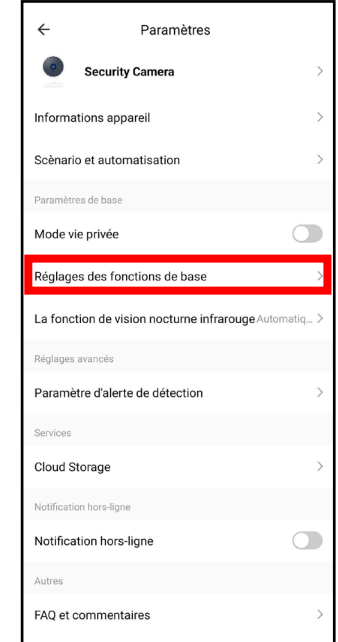 Paramètres
Security Camera
Informations appareil
Scènario et automatisation
Paramètres de base
Mode vie privée
Réglages des fonctions de base
La fonction de vision nocturne infrarouge Automatiq...
Réglages avancés
Paramètre d'alerte de détection
Services
Cloud Storage
Notification hors-ligne
Notification hors-ligne
Autres
FAQ et commentaires